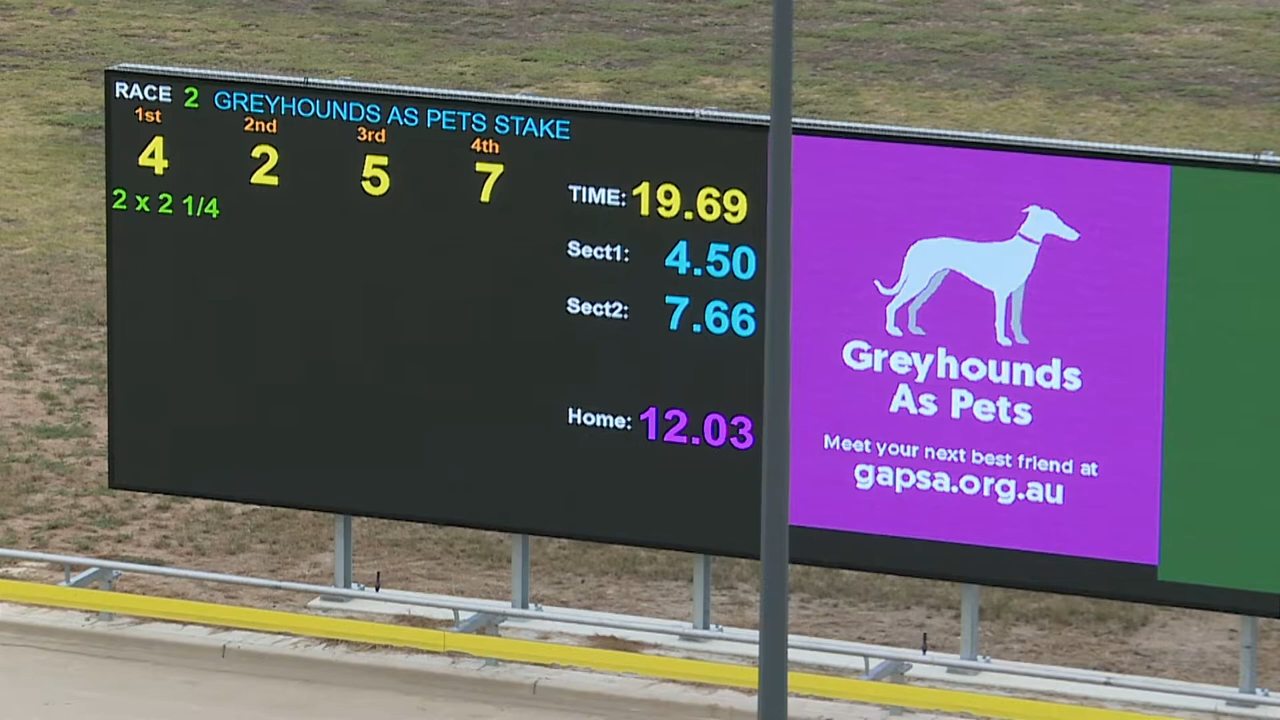 RACE 2 GREYHOUNDS AS PETS STAKE
1st 2nd 3rd 4th
4 2 5 7
2 x 2 1/4
TIME: 19.69
Sect1: 4.50
Sect2: 7.66
Home: 12.03
Greyhounds
As Pets
Meet your next best friend at
gapsa.org.au